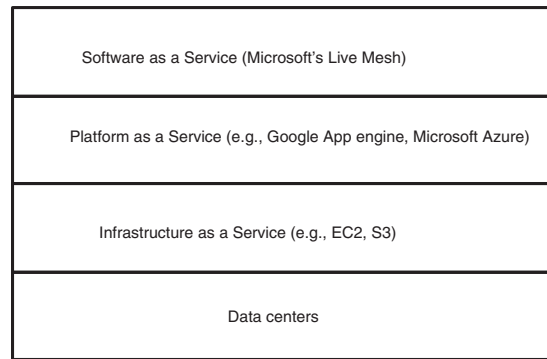 Software as a Service (Microsoft's Live Mesh)
Platform as a Service (e.g., Google App engine, Microsoft Azure)
Infrastructure as a Service (e.g., EC2, S3)
Data centers